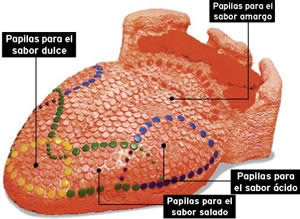 Papilas para el
sabor amargo
Papilas para el
sabor dulce
Papilas para
el sabor ácido
Papilas para el
sabor salado